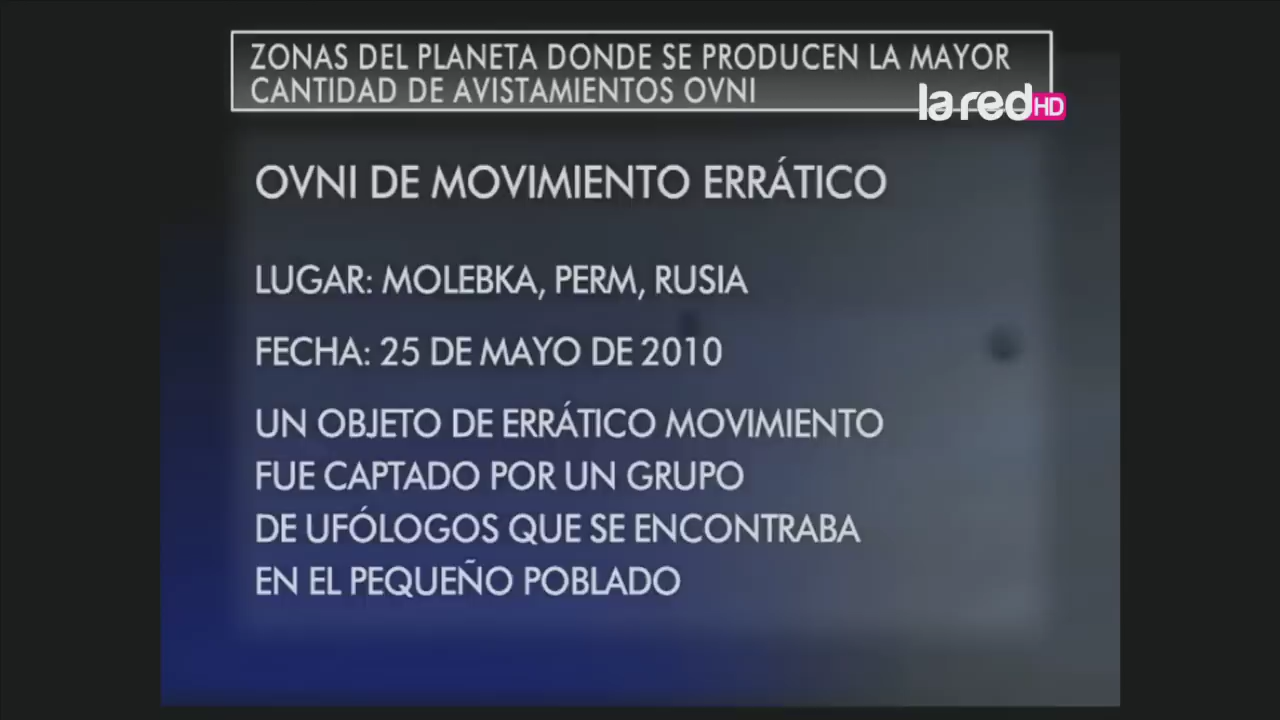 ZONAS DEL PLANETA DONDE SE PRODUCEN LA MAYOR
CANTIDAD DE AVISTAMIENTOS OVNI
la red HD
OVNI DE MOVIMIENTO ERRÁTICO
LUGAR: MOLEBKA, PERM, RUSIA
FECHA: 25 DE MAYO DE 2010
UN OBJETO DE ERRÁTICO MOVIMIENTO
FUE CAPTADO POR UN GRUPO
DE UFÓLOGOS QUE SE ENCONTRABA
EN EL PEQUEÑO POBLADO